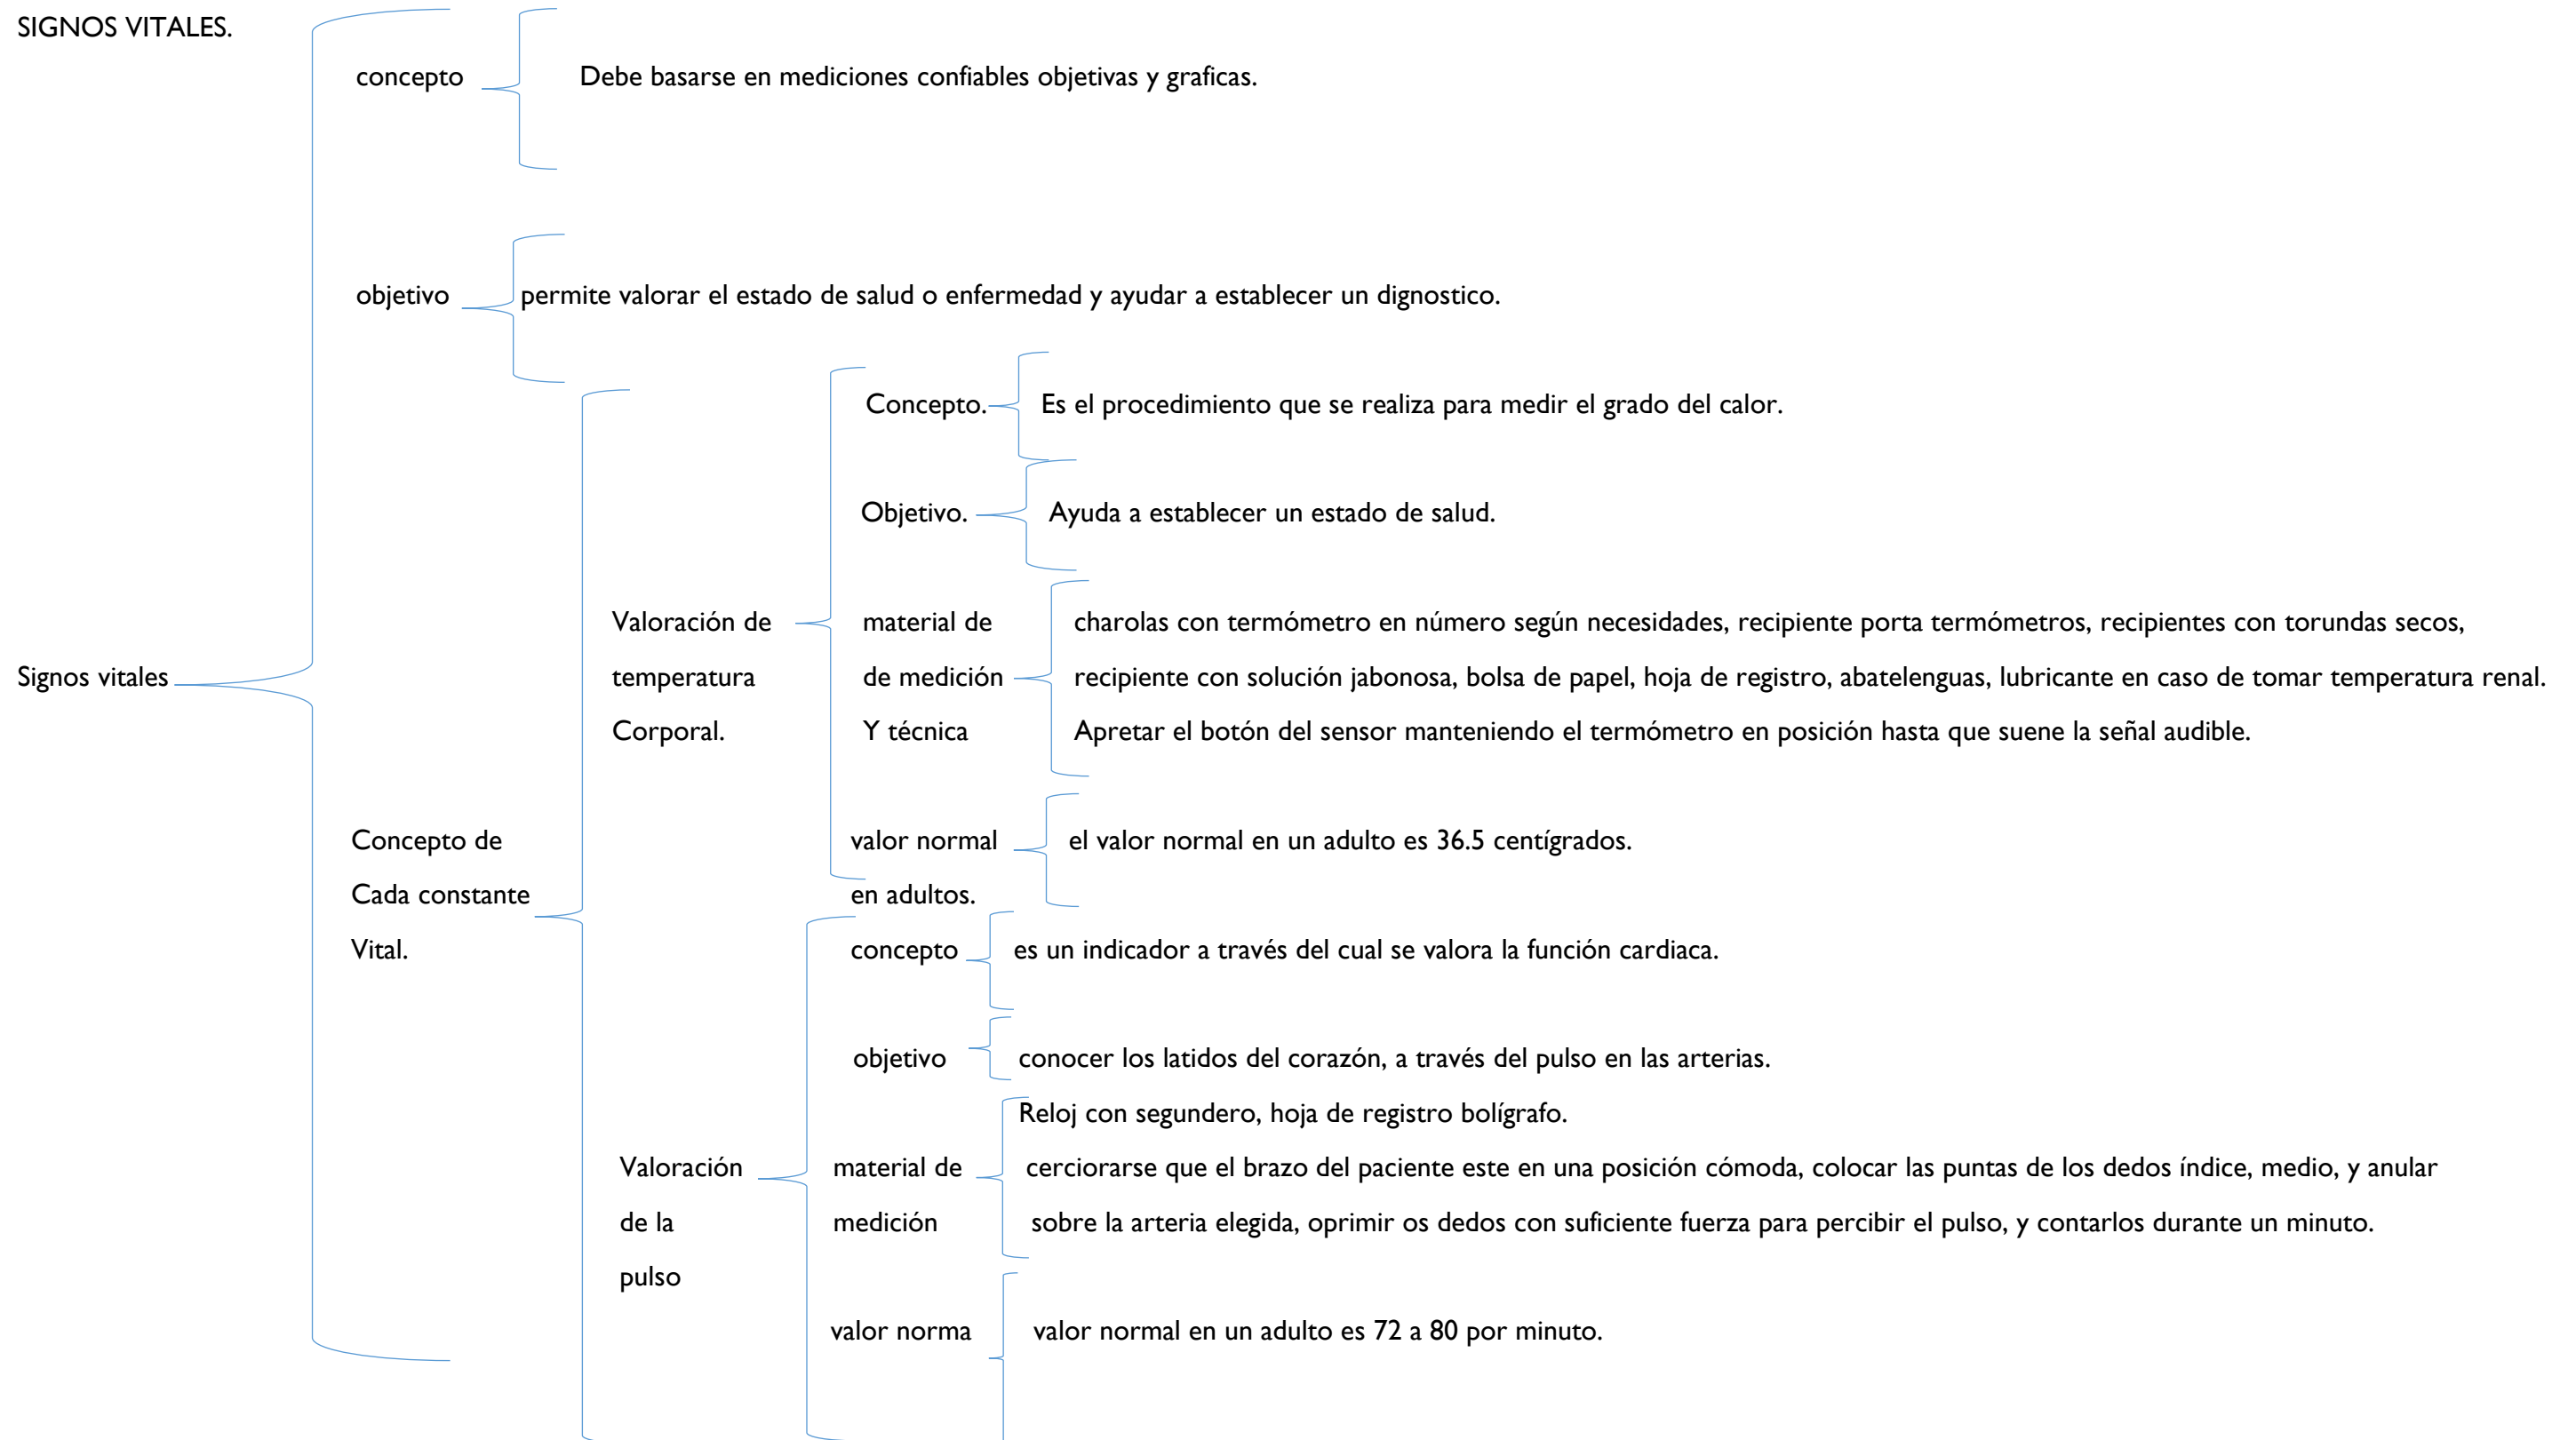 SIGNOS VITALES.
concepto
Debe basarse en mediciones confiables objetivas y graficas.
objetivo
permite valorar el estado de salud o enfermedad y ayudar a establecer un dignostico.
Signos vitales
Concepto de
Cada constante
Vital.
Valoración de
temperatura
Corporal.
Concepto.
Es el procedimiento que se realiza para medir el grado del calor.
Objetivo.
Ayuda a establecer un estado de salud.
material de
de medición
Y técnica
charolas con termómetro en número según necesidades, recipiente porta termómetros, recipientes con torundas secos,
recipiente con solución jabonosa, bolsa de papel, hoja de registro, abatelenguas, lubricante en caso de tomar temperatura renal.
Apretar el botón del sensor manteniendo el termómetro en posición hasta que suene la señal audible.
valor normal
en adultos.
el valor normal en un adulto es 36.5 centígrados.
Valoración
de la
pulso
concepto
es un indicador a través del cual se valora la función cardiaca.
objetivo
conocer los latidos del corazón, a través del pulso en las arterias.
material de
medición
Reloj con segundero, hoja de registro bolígrafo.
cerciorarse que el brazo del paciente este en una posición cómoda, colocar las puntas de los dedos índice, medio, y anular
sobre la arteria elegida, oprimir os dedos con suficiente fuerza para percibir el pulso, y contarlos durante un minuto.
valor norma
valor normal en un adulto es 72 a 80 por minuto.